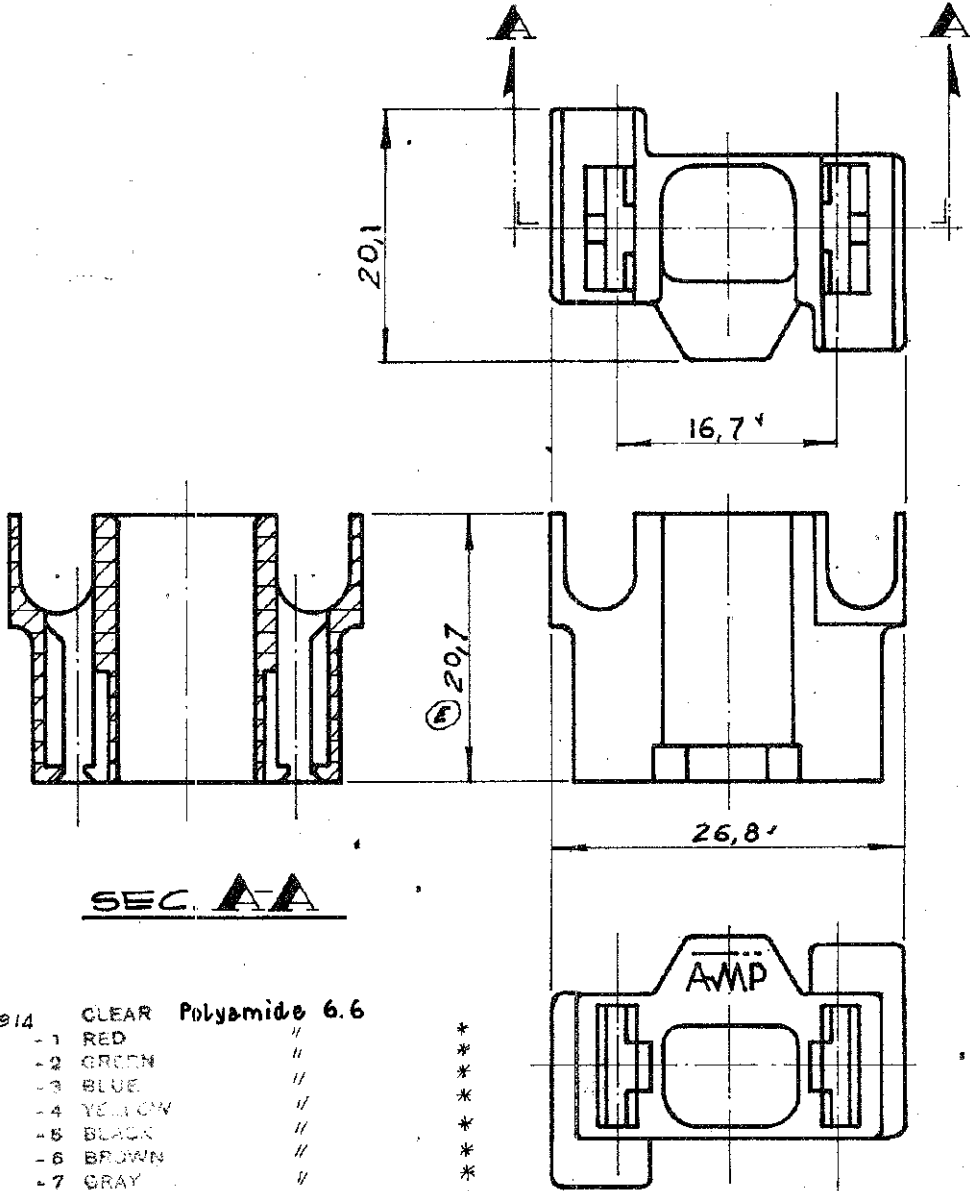 A A
20,1
16,7
E 20,7
26,8
SEC. A-A
AMP
914 CLEAR Polyamide 6.6
-1 RED " *
-2 GREEN " *
-3 BLUE " *
-4 YELLOW " *
-5 BLACK " *
-6 BROWN " *
-7 GRAY " *